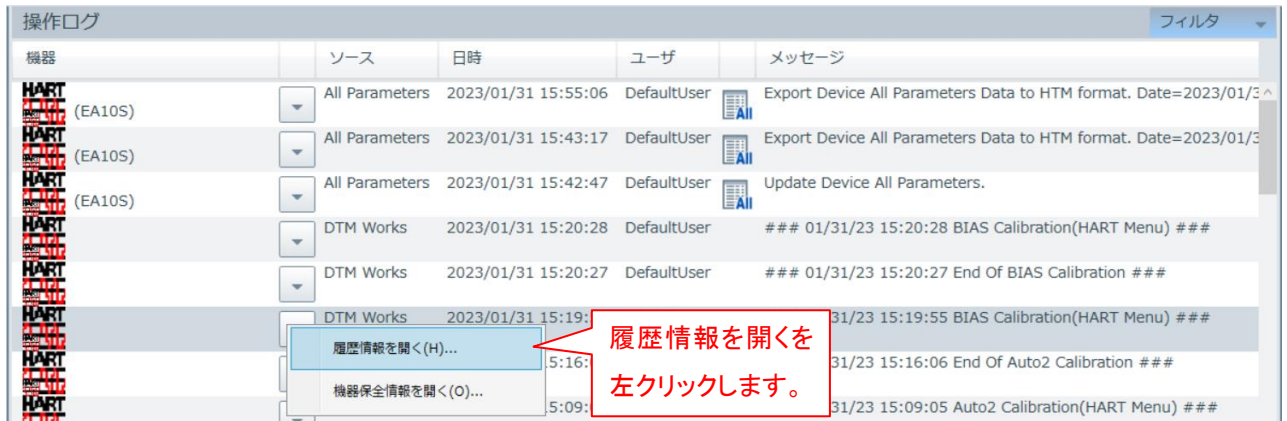 操作ログ フィルタ
機器 ソース 日時 ユーザ メッセージ
HART (EA10S) All Parameters 2023/01/31 15:55:06 DefaultUser All Export Device All Parameters Data to HTM format. Date=2023/01/3
HART (EA10S) All Parameters 2023/01/31 15:43:17 DefaultUser All Export Device All Parameters Data to HTM format. Date=2023/01/3
HART (EA10S) All Parameters 2023/01/31 15:42:47 DefaultUser All Update Device All Parameters.
HART DTM Works 2023/01/31 15:20:28 DefaultUser ### 01/31/23 15:20:28 BIAS Calibration(HART Menu) ###
HART DTM Works 2023/01/31 15:20:27 DefaultUser ### 01/31/23 15:20:27 End Of BIAS Calibration ###
HART DTM Works 2023/01/31 15:19: 31/23 15:19:55 BIAS Calibration(HART Menu) ###
履歴情報を開く(H)...
履歴情報を開くを
左クリックします。
HART 5:16: 31/23 15:16:06 End Of Auto2 Calibration ###
機器保全情報を開く(O)...
HART 5:09: 31/23 15:09:05 Auto2 Calibration(HART Menu) ###